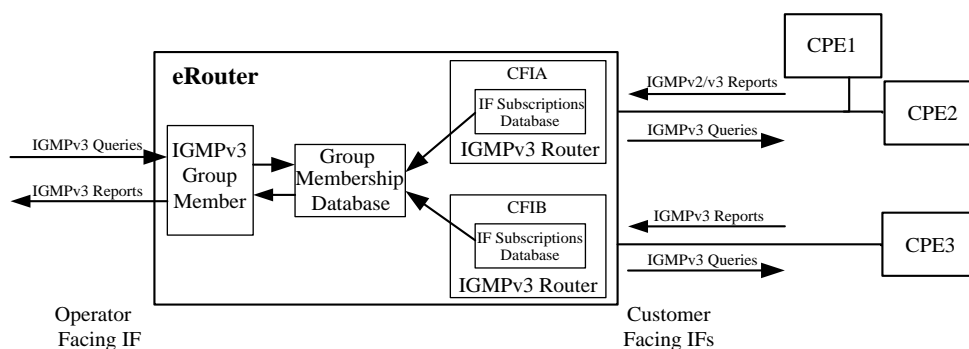 CPE1
eRouter
CFIA
IF Subscriptions
Database
IGMPv3 Router
IGMPv2/v3 Reports
CPE2
IGMPv3 Queries
IGMPv3 Queries
IGMPv3
Group
Member
Group
Membership
Database
IGMPv3 Reports
CFIB
IF Subscriptions
Database
IGMPv3 Router
IGMPv3 Reports
CPE3
IGMPv3 Queries
Operator
Facing IF
Customer
Facing IFs